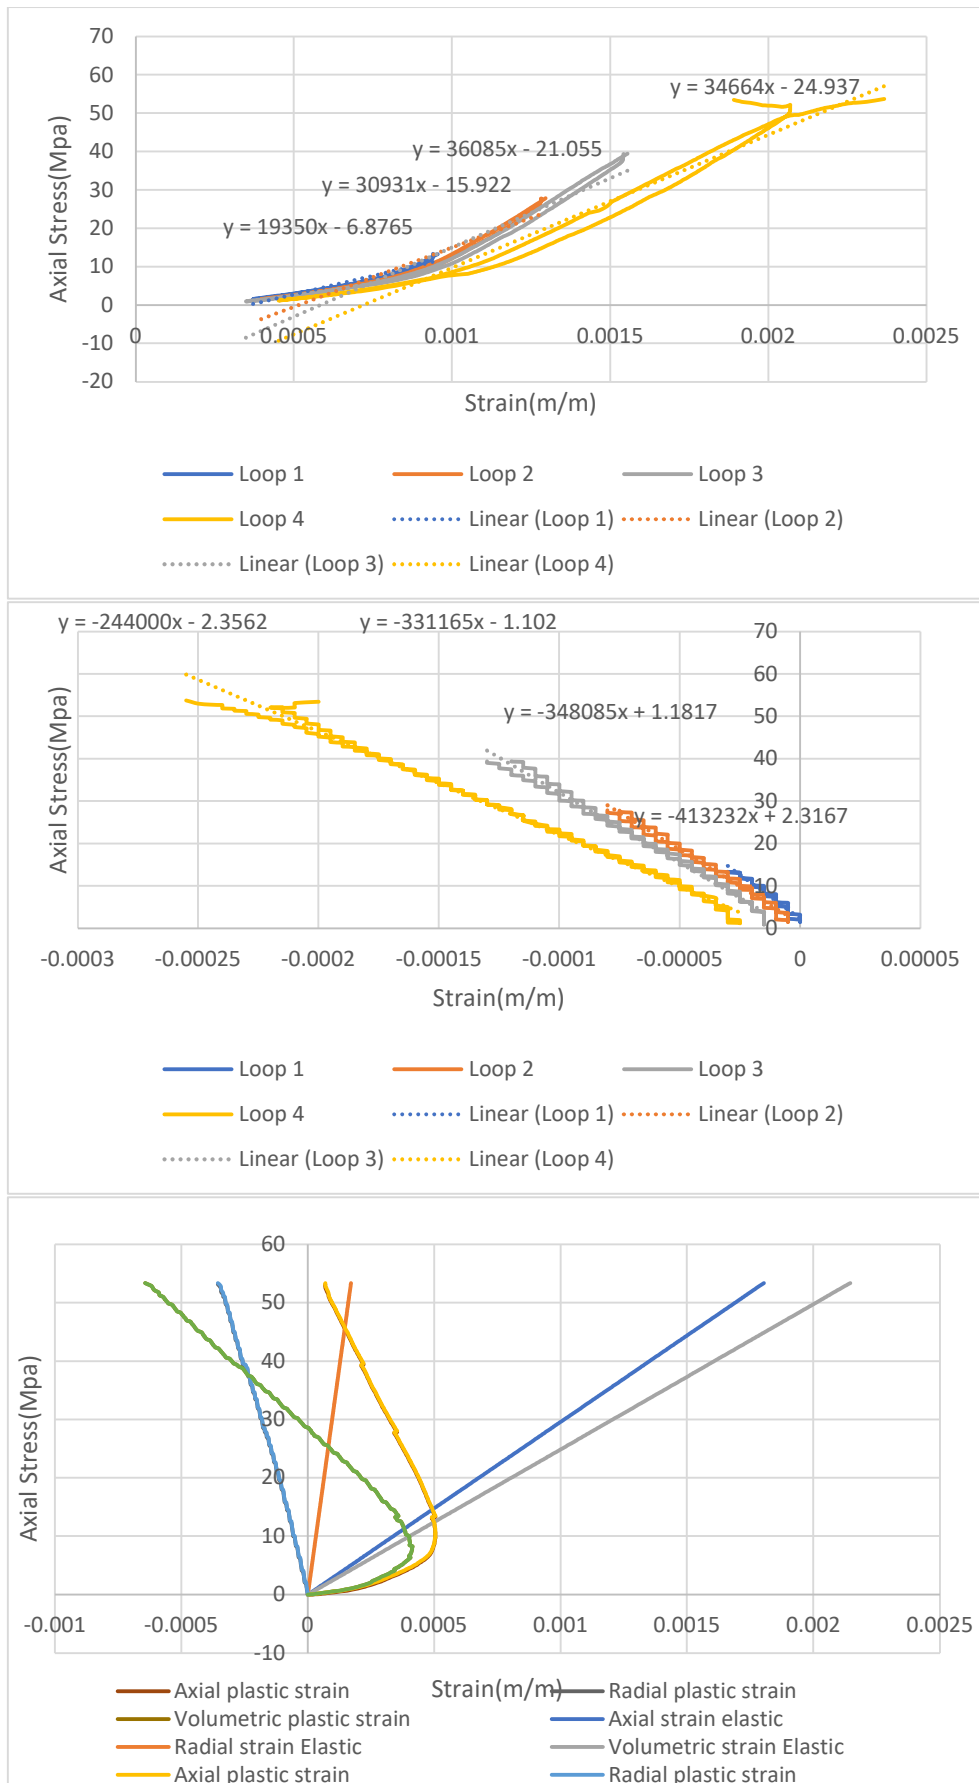 70
60
50
40
30
20
10
0
-10
-20
Axial Stress(Mpa)
y = 34664x - 24.937
y = 36085x - 21.055
y = 30931x - 15.922
y = 19350x - 6.8765
0 0.0005 0.001 0.0015 0.002 0.0025
Strain(m/m)
Loop 1 Loop 2 Loop 3
Loop 4 Linear (Loop 1) Linear (Loop 2)
Linear (Loop 3) Linear (Loop 4)
y = -244000x - 2.3562 y = -331165x - 1.102
y = -348085x + 1.1817
y = -413232x + 2.3167
70
60
50
40
30
20
10
0
Axial Stress(Mpa)
-0.0003 -0.00025 -0.0002 -0.00015 -0.0001 -0.00005 0 0.00005
Strain(m/m)
Loop 1 Loop 2 Loop 3
Loop 4 Linear (Loop 1) Linear (Loop 2)
Linear (Loop 3) Linear (Loop 4)
60
50
40
30
20
10
0
-10
Axial Stress(Mpa)
-0.001 -0.0005 0 0.0005 0.001 0.0015 0.002 0.0025
Strain(m/m)
Axial plastic strain Radial plastic strain
Volumetric plastic strain Axial strain elastic
Radial strain Elastic Volumetric strain Elastic
Axial plastic strain Radial plastic strain